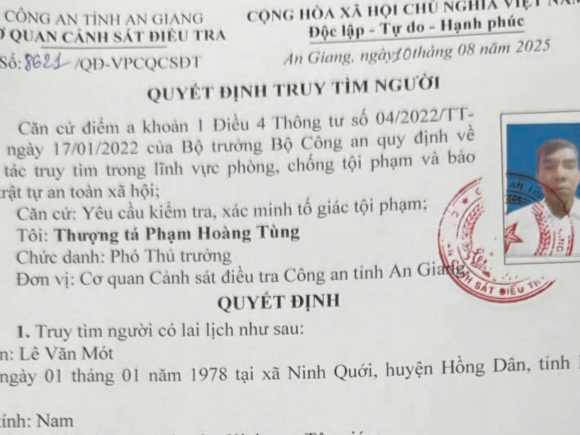 CÔNG AN TỈNH AN GIANG
CƠ QUAN CẢNH SÁT ĐIỀU TRA
Số: 8621 /QĐ-VPCQCSĐT
CỘNG HÒA XÃ HỘI CHỦ NGHĨA VIỆT NAM
Độc lập - Tự do - Hạnh phúc
An Giang, ngày 10 tháng 08 năm 2025
QUYẾT ĐỊNH TRUY TÌM NGƯỜI
Căn cứ điểm a khoản 1 Điều 4 Thông tư số 04/2022/TT-
ngày 17/01/2022 của Bộ trưởng Bộ Công an quy định về
tác truy tìm trong lĩnh vực phòng, chống tội phạm và bảo
trật tự an toàn xã hội;
Căn cứ: Yêu cầu kiểm tra, xác minh tố giác tội phạm;
Tôi: Thượng tá Phạm Hoàng Tùng
Chức danh: Phó Thủ trưởng
Đơn vị: Cơ quan Cảnh sát điều tra Công an tỉnh An Giang.
QUYẾT ĐỊNH
1. Truy tìm người có lai lịch như sau:
n: Lê Văn Mót
ngày 01 tháng 01 năm 1978 tại xã Ninh Quới, huyện Hồng Dân, tỉnh
tính: Nam